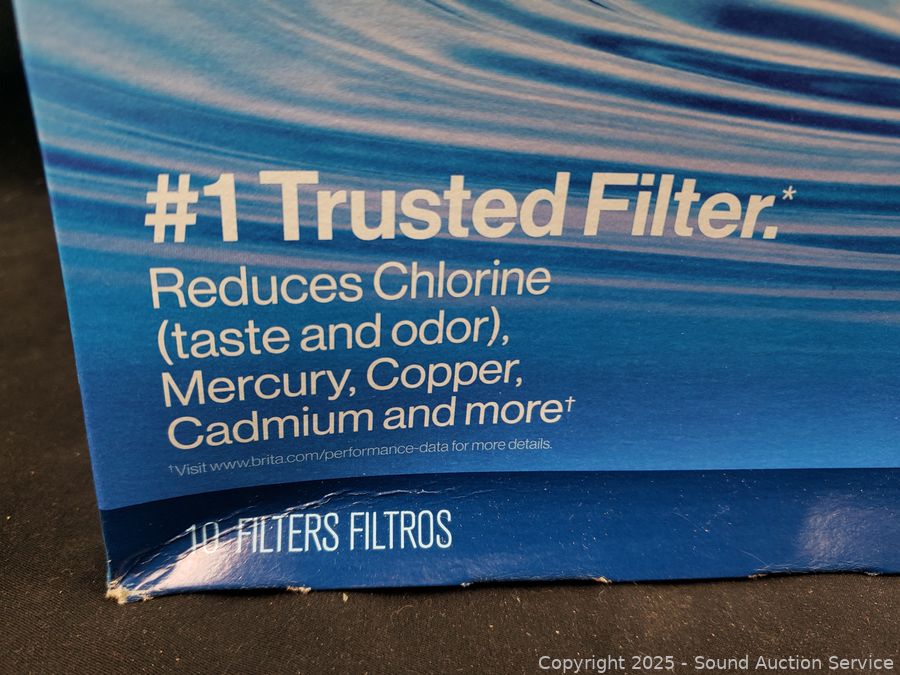 #1 Trusted Filter.*
Reduces Chlorine
(taste and odor),
Mercury, Copper,
Cadmium and more†
†Visit www.brita.com/performance-data for more details.
10 FILTERS FILTROS
Copyright 2025 - Sound Auction Service